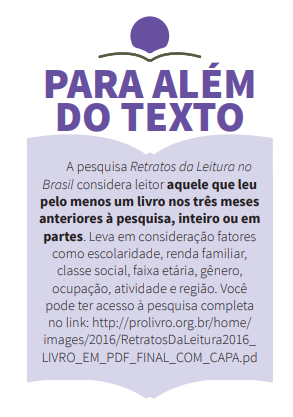 PARA ALÉM
DO TEXTO
A pesquisa Retratos da Leitura no
Brasil considera leitor aquele que leu
pelo menos um livro nos três meses
anteriores à pesquisa, inteiro ou em
partes. Leva em consideração fatores
como escolaridade, renda familiar,
classe social, faixa etária, gênero,
ocupação, atividade e região. Você
pode ter acesso à pesquisa completa
no link: http://prolivro.org.br/home/
images/2016/RetratosDaLeitura2016_
LIVRO_EM_PDF_FINAL_COM_CAPA.pd